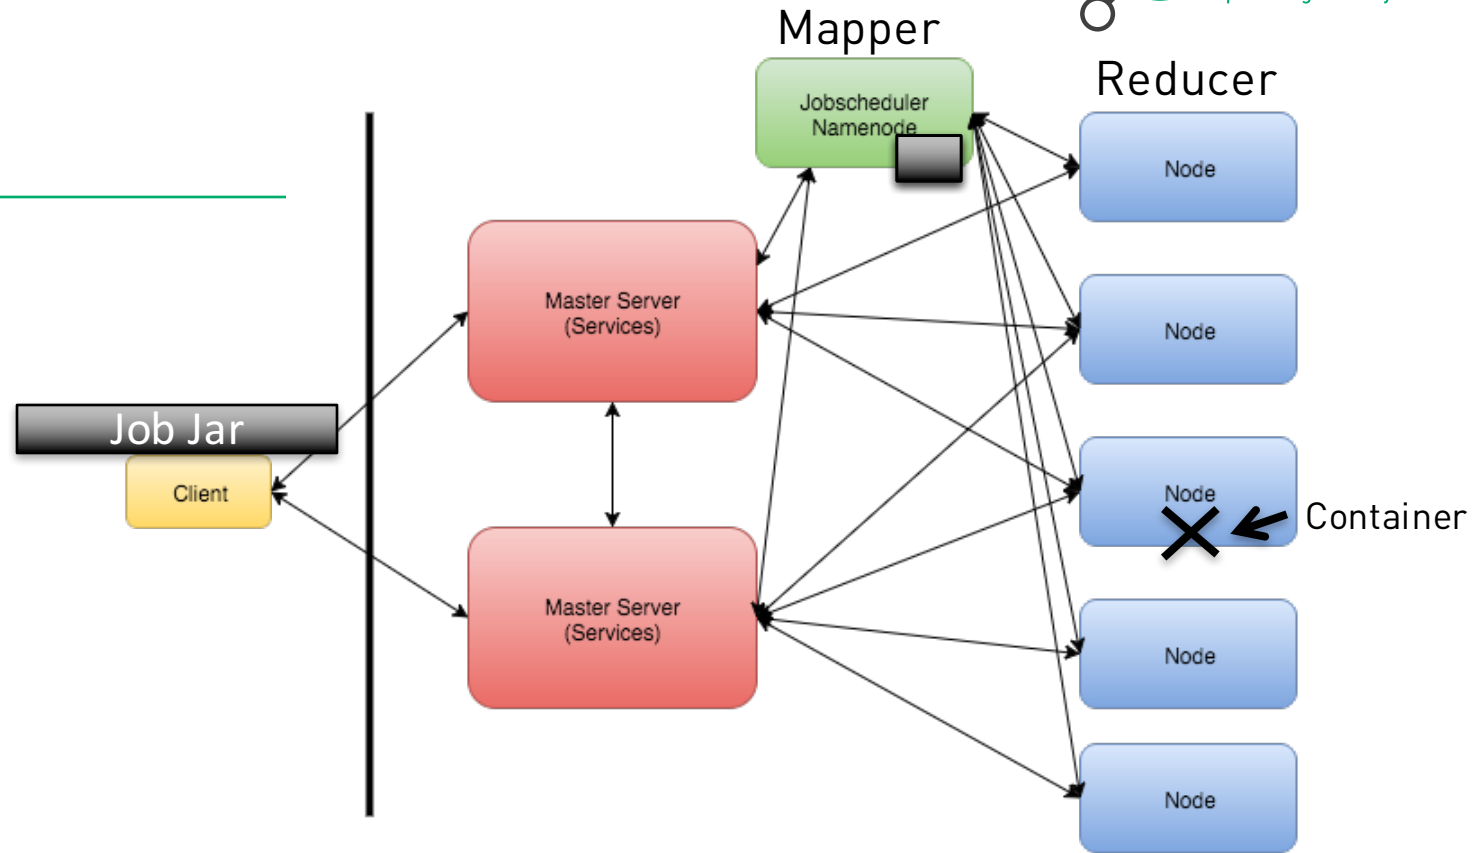 Mapper
Reducer
Jobscheduler
Namenode
Node
Master Server
(Services)
Node
Job Jar
Client
Node
Container
Master Server
(Services)
Node
Node